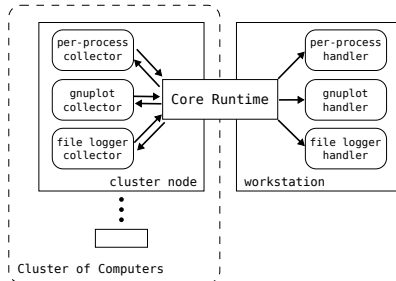 per-process
collector
gnuplot
collector
file logger
collector
cluster node
Core Runtime
per-process
handler
gnuplot
handler
file logger
handler
workstation
Cluster of Computers